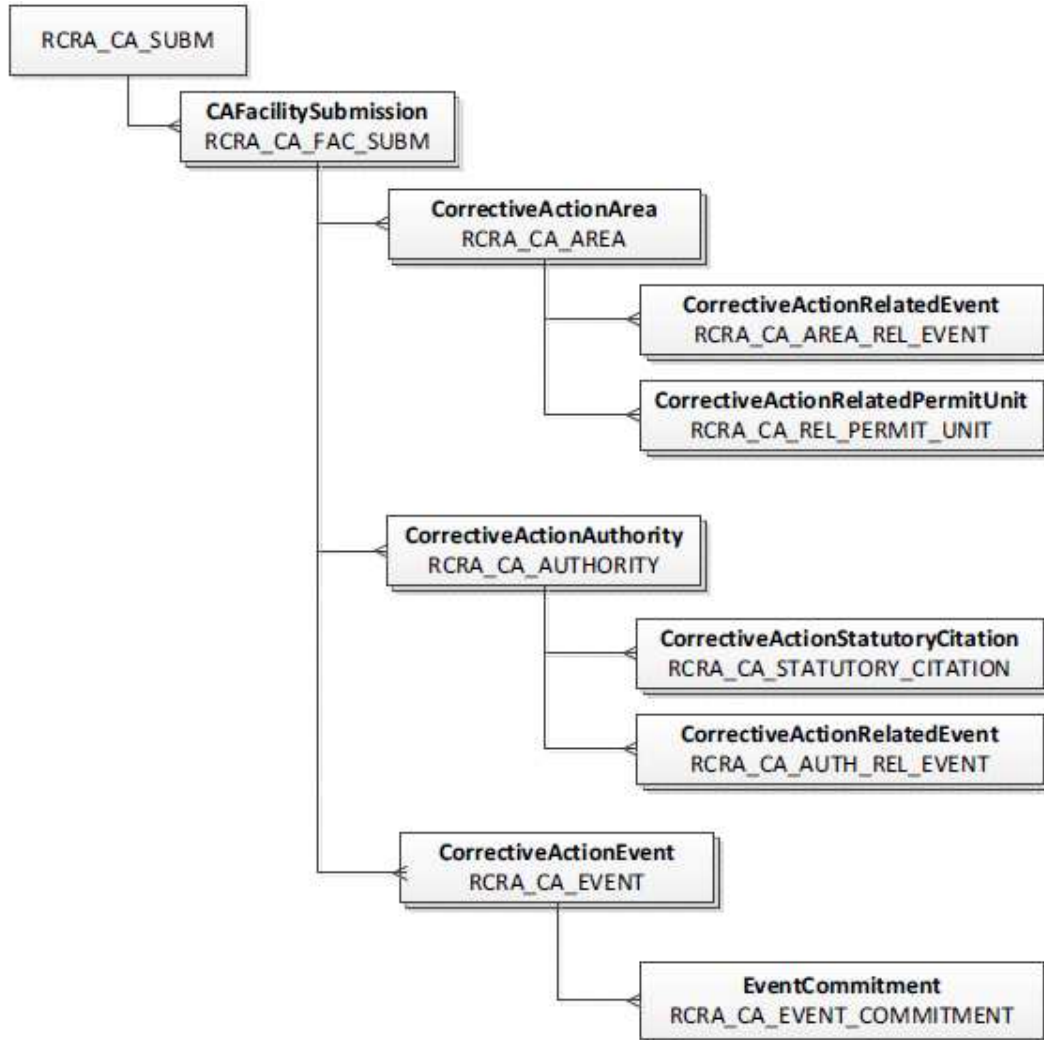 RCRA_CA_SUBM
CAFacilitySubmission
RCRA_CA_FAC_SUBM
CorrectiveActionArea
RCRA_CA_AREA
CorrectiveActionRelatedEvent
RCRA_CA_AREA_REL_EVENT
CorrectiveActionRelatedPermitUnit
RCRA_CA_REL_PERMIT_UNIT
CorrectiveActionAuthority
RCRA_CA_AUTHORITY
CorrectiveActionStatutoryCitation
RCRA_CA_STATUTORY_CITATION
CorrectiveActionRelatedEvent
RCRA_CA_AUTH_REL_EVENT
CorrectiveActionEvent
RCRA_CA_EVENT
EventCommitment
RCRA_CA_EVENT_COMMITMENT